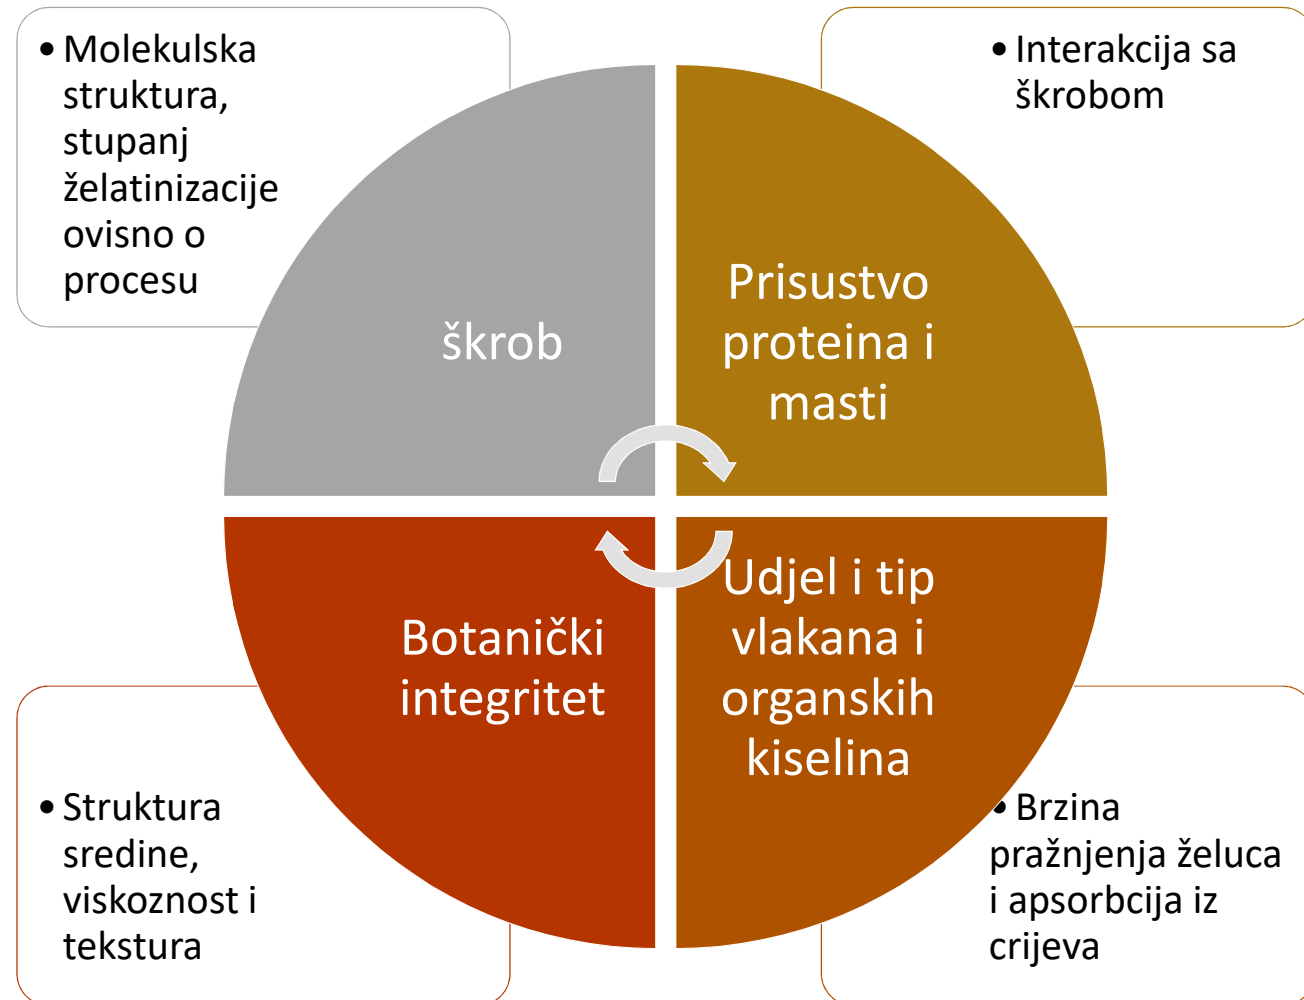 • Molekulska
struktura,
stupanj
želatinizacije
ovisno o
procesu
• Interakcija sa
škrobom
škrob
Prisustvo
proteina i
masti
Botanički
integritet
Udjel i tip
vlakana i
organskih
kiselina
• Struktura
sredine,
viskoznost i
tekstura
• Brzina
pražnjenja želuca
i apsorbcija iz
crijeva